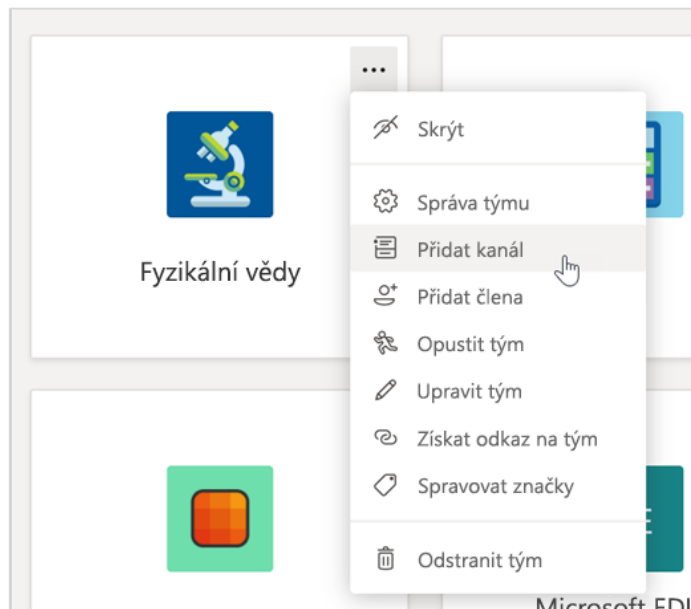 Skrýt
Správa týmu
Přidat kanál
Fyzikální vědy
Přidat člena
Opustit tým
Upravit tým
Získat odkaz na tým
Spravovat značky
Odstranit tým
Microsoft